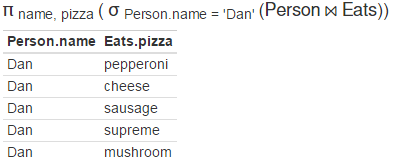 π name, pizza ( σ Person.name = 'Dan' (Person ⋈ Eats))
Person.name Eats.pizza
Dan pepperoni
Dan cheese
Dan sausage
Dan supreme
Dan mushroom